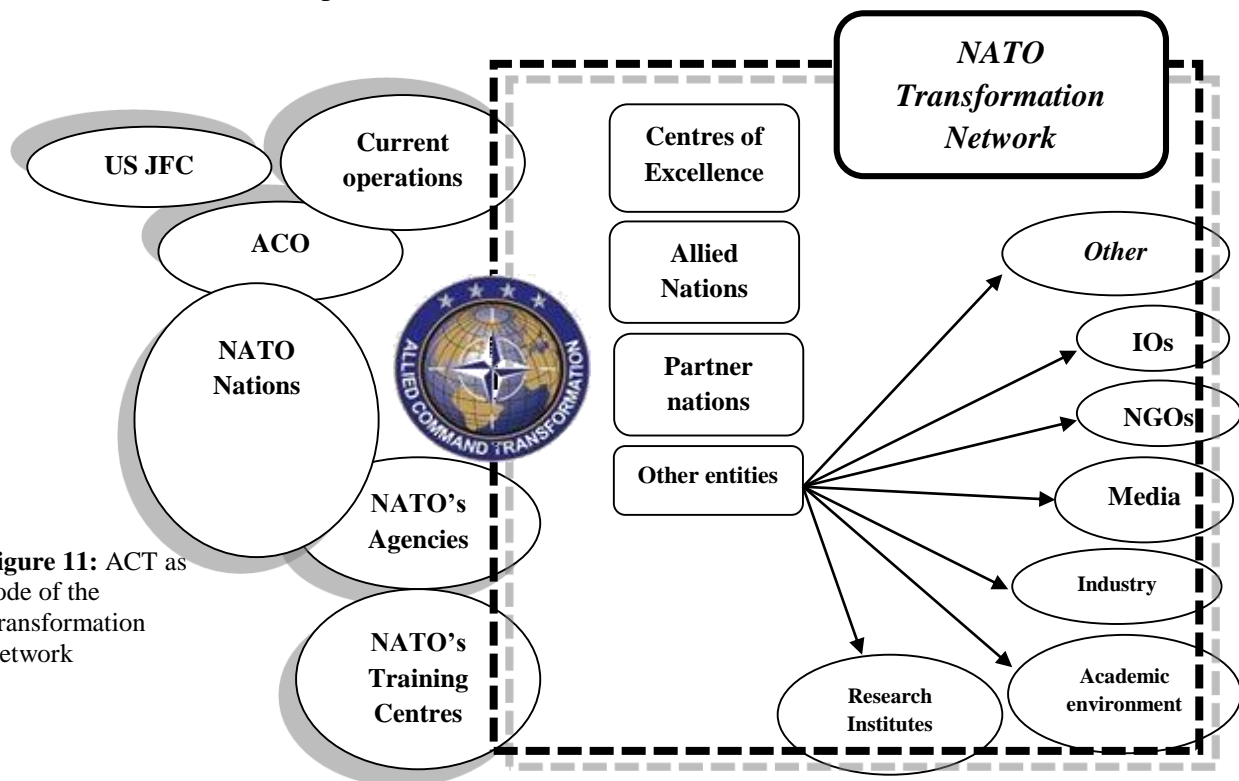 NATO
Transformation
Network
Current
operations
US JFC
ACO
NATO
Nations
ALLIED COMMAND TRANSFORMATION
NATO's
Agencies
NATO's
Training
Centres
Centres of
Excellence
Allied
Nations
Partner
nations
Other entities
Other
IOs
NGOs
Media
Industry
Academic
environment
Research
Institutes
igure 11: ACT as
ode of the
ransformation
etwork